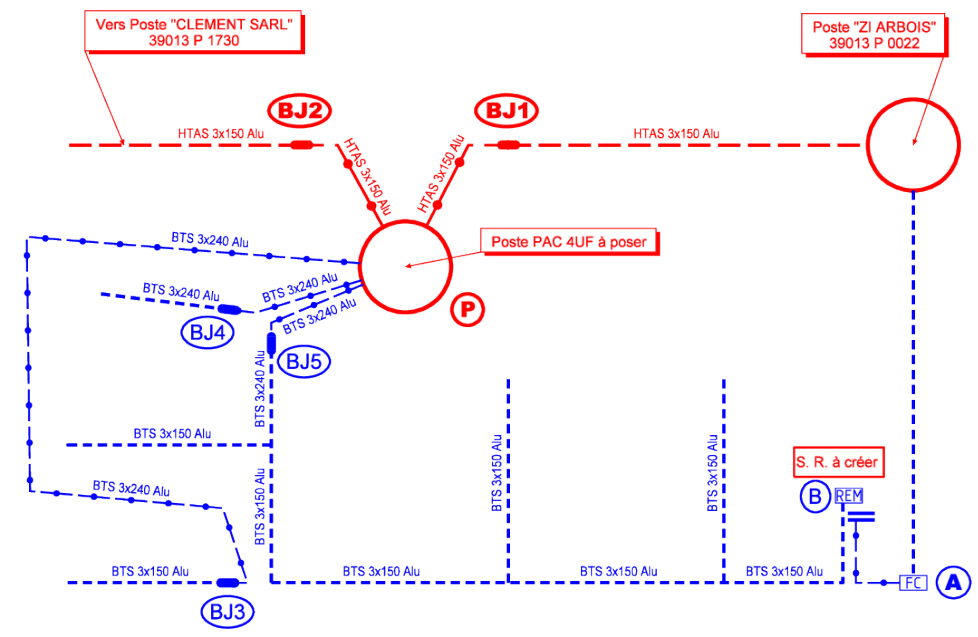 Vers Poste "CLEMENT SARL"
39013 P 1730
Poste "ZI ARBOIS"
39013 P 0022
BJ2
BJ1
HTAS 3x150 Alu
HTAS 3x150 Alu
HTAS 3x150 Alu
HTAS 3x150 Alu
BTS 3x240 Alu
Poste PAC 4UF à poser
BTS 3x240 Alu
BTS 3x240 Alu
BTS 3x240 Alu
P
BJ4
BJ5
BTS 3x240 Alu
BTS 3x150 Alu
BTS 3x150 Alu
BTS 3x150 Alu
BTS 3x150 Alu
S. R. à créer
BTS 3x240 Alu
B
REM
BTS 3x150 Alu
BTS 3x150 Alu
BTS 3x150 Alu
BTS 3x150 Alu
FC
A
BJ3